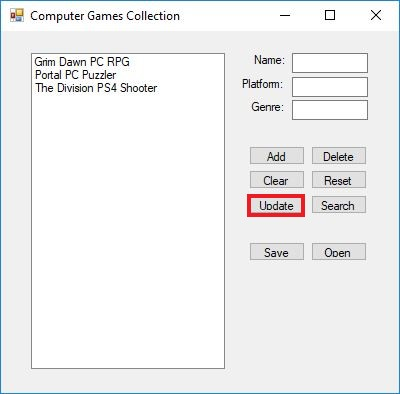 Computer Games Collection
Grim Dawn PC RPG
Portal PC Puzzler
The Division PS4 Shooter
Name:
Platform:
Genre:
Add Delete
Clear Reset
Update Search
Save Open